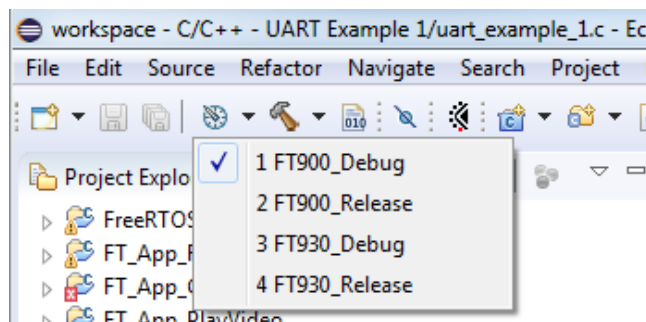 workspace - C/C++ - UART Example 1/uart_example_1.c - Ec
File Edit Source Refactor Navigate Search Project
010
Project Explo
1 FT900_Debug
FreeRTOS
2 FT900_Release
FT_App_
3 FT930_Debug
FT_App_
4 FT930_Release
FT_App_PlayVideo